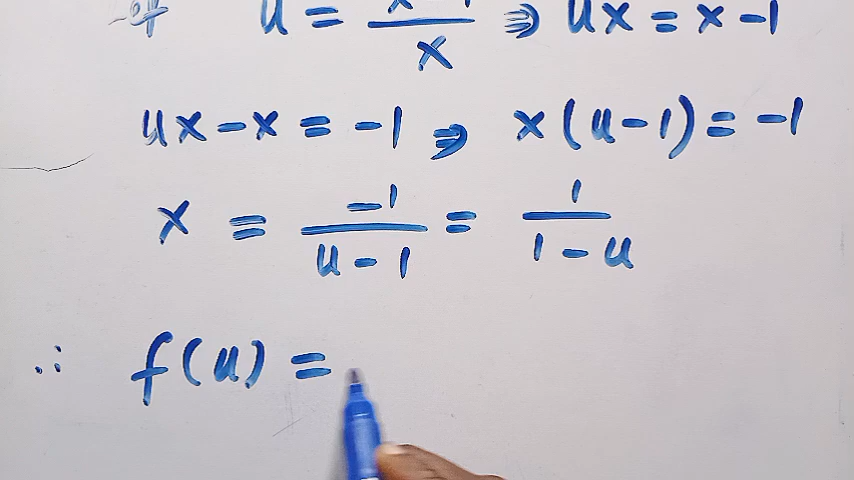 u = x-1/x ⇒ ux = x-1
ux-x = -1 ⇒ x(u-1) = -1
x = -1/u-1 = 1/1-u
∴ f(u) =